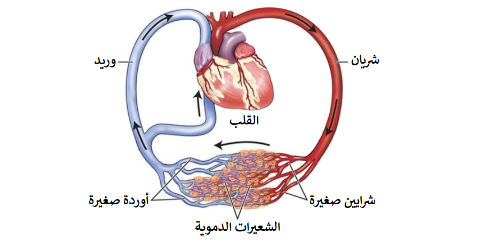 شريان
وريد
القلب
شرايين صغيرة
أوردة صغيرة
الشعيرات الدموية